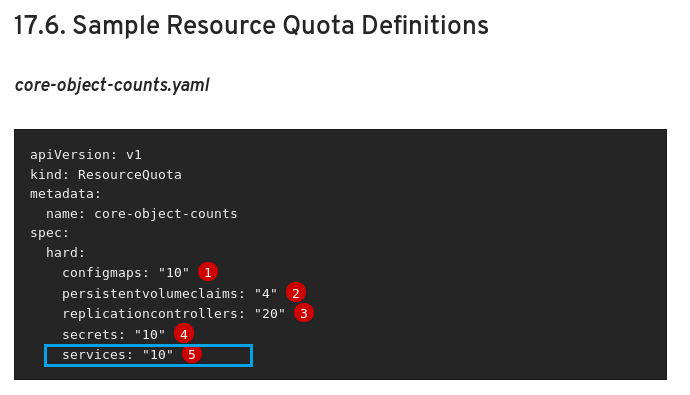 17.6. Sample Resource Quota Definitions
core-object-counts.yaml
apiVersion: v1
kind: ResourceQuota
metadata:
  name: core-object-counts
spec:
  hard:
    configmaps: "10" 1
    persistentvolumeclaims: "4" 2
    replicationcontrollers: "20" 3
    secrets: "10" 4
    services: "10" 5